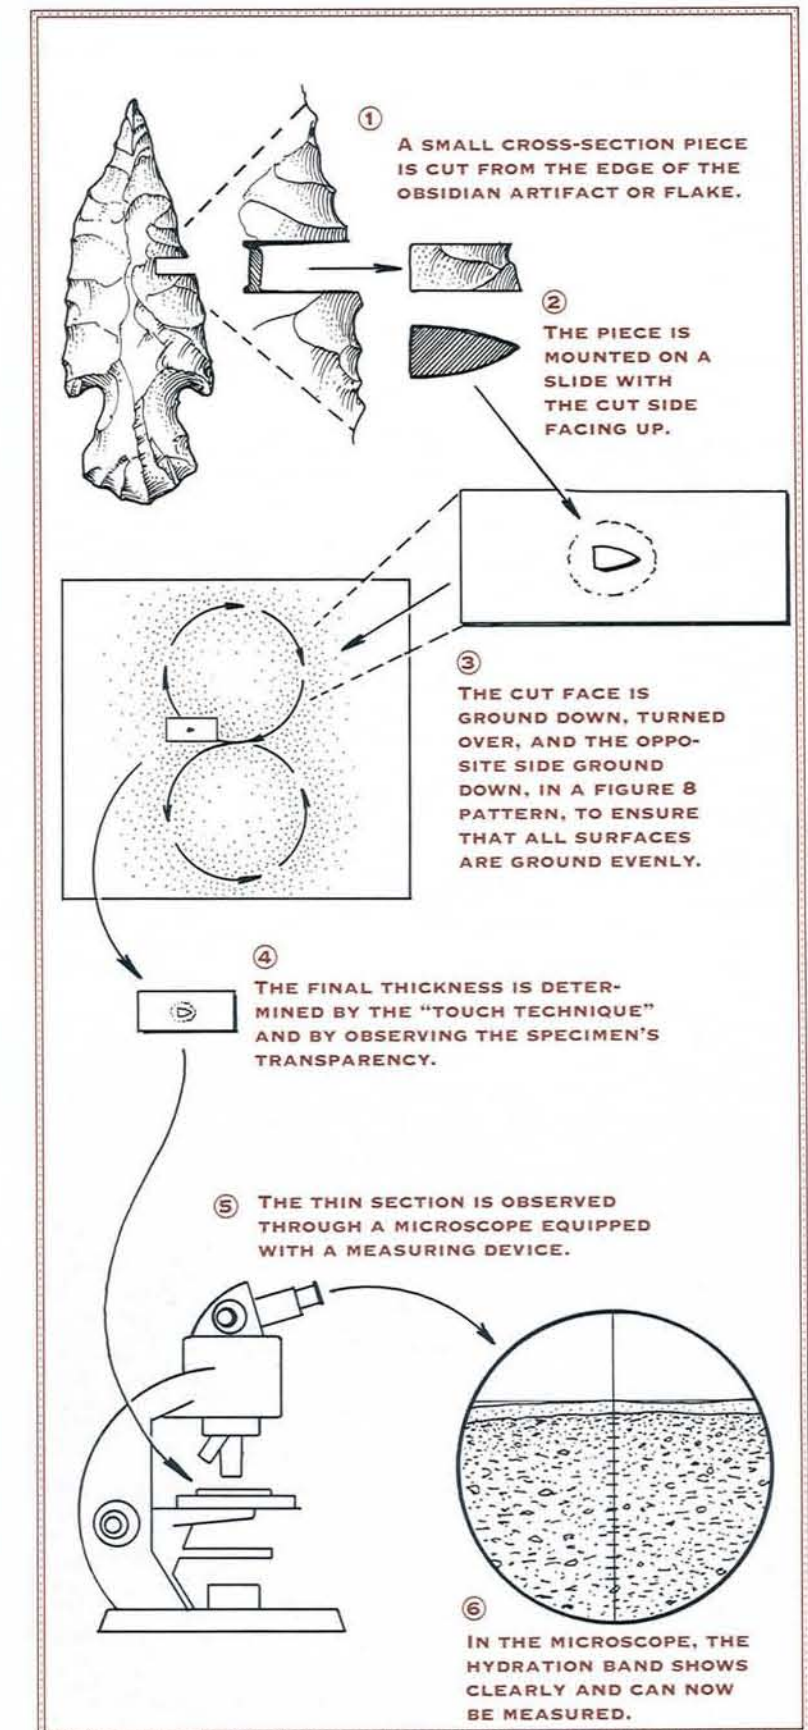 ①
A SMALL CROSS-SECTION PIECE
IS CUT FROM THE EDGE OF THE
OBSIDIAN ARTIFACT OR FLAKE.
②
THE PIECE IS
MOUNTED ON A
SLIDE WITH
THE CUT SIDE
FACING UP.
③
THE CUT FACE IS
GROUND DOWN, TURNED
OVER, AND THE OPPO-
SITE SIDE GROUND
DOWN, IN A FIGURE 8
PATTERN, TO ENSURE
THAT ALL SURFACES
ARE GROUND EVENLY.
④
THE FINAL THICKNESS IS DETER-
MINED BY THE “TOUCH TECHNIQUE”
AND BY OBSERVING THE SPECIMEN’S
TRANSPARENCY.
⑤ THE THIN SECTION IS OBSERVED
THROUGH A MICROSCOPE EQUIPPED
WITH A MEASURING DEVICE.
⑥
IN THE MICROSCOPE, THE
HYDRATION BAND SHOWS
CLEARLY AND CAN NOW
BE MEASURED.